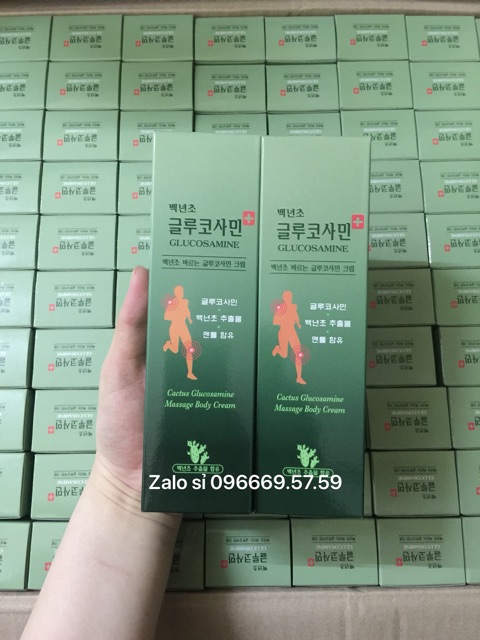 백년초
글루코사민
GLUCOSAMINE
백년초 바르는 글루코사민 크림
글루코사민
+
백년초 추출물
+
멘톨 함유
Cactus Glucosamine
Massage Body Cream
백년초 추출물 함유
백년초
글루코사민
GLUCOSAMINE
백년초 바르는 글루코사민 크림
글루코사민
+
백년초 추출물
+
멘톨 함유
Cactus Glucosamine
Massage Body Cream
백년초 추출물 함유
Zalo sỉ 096669.57.59